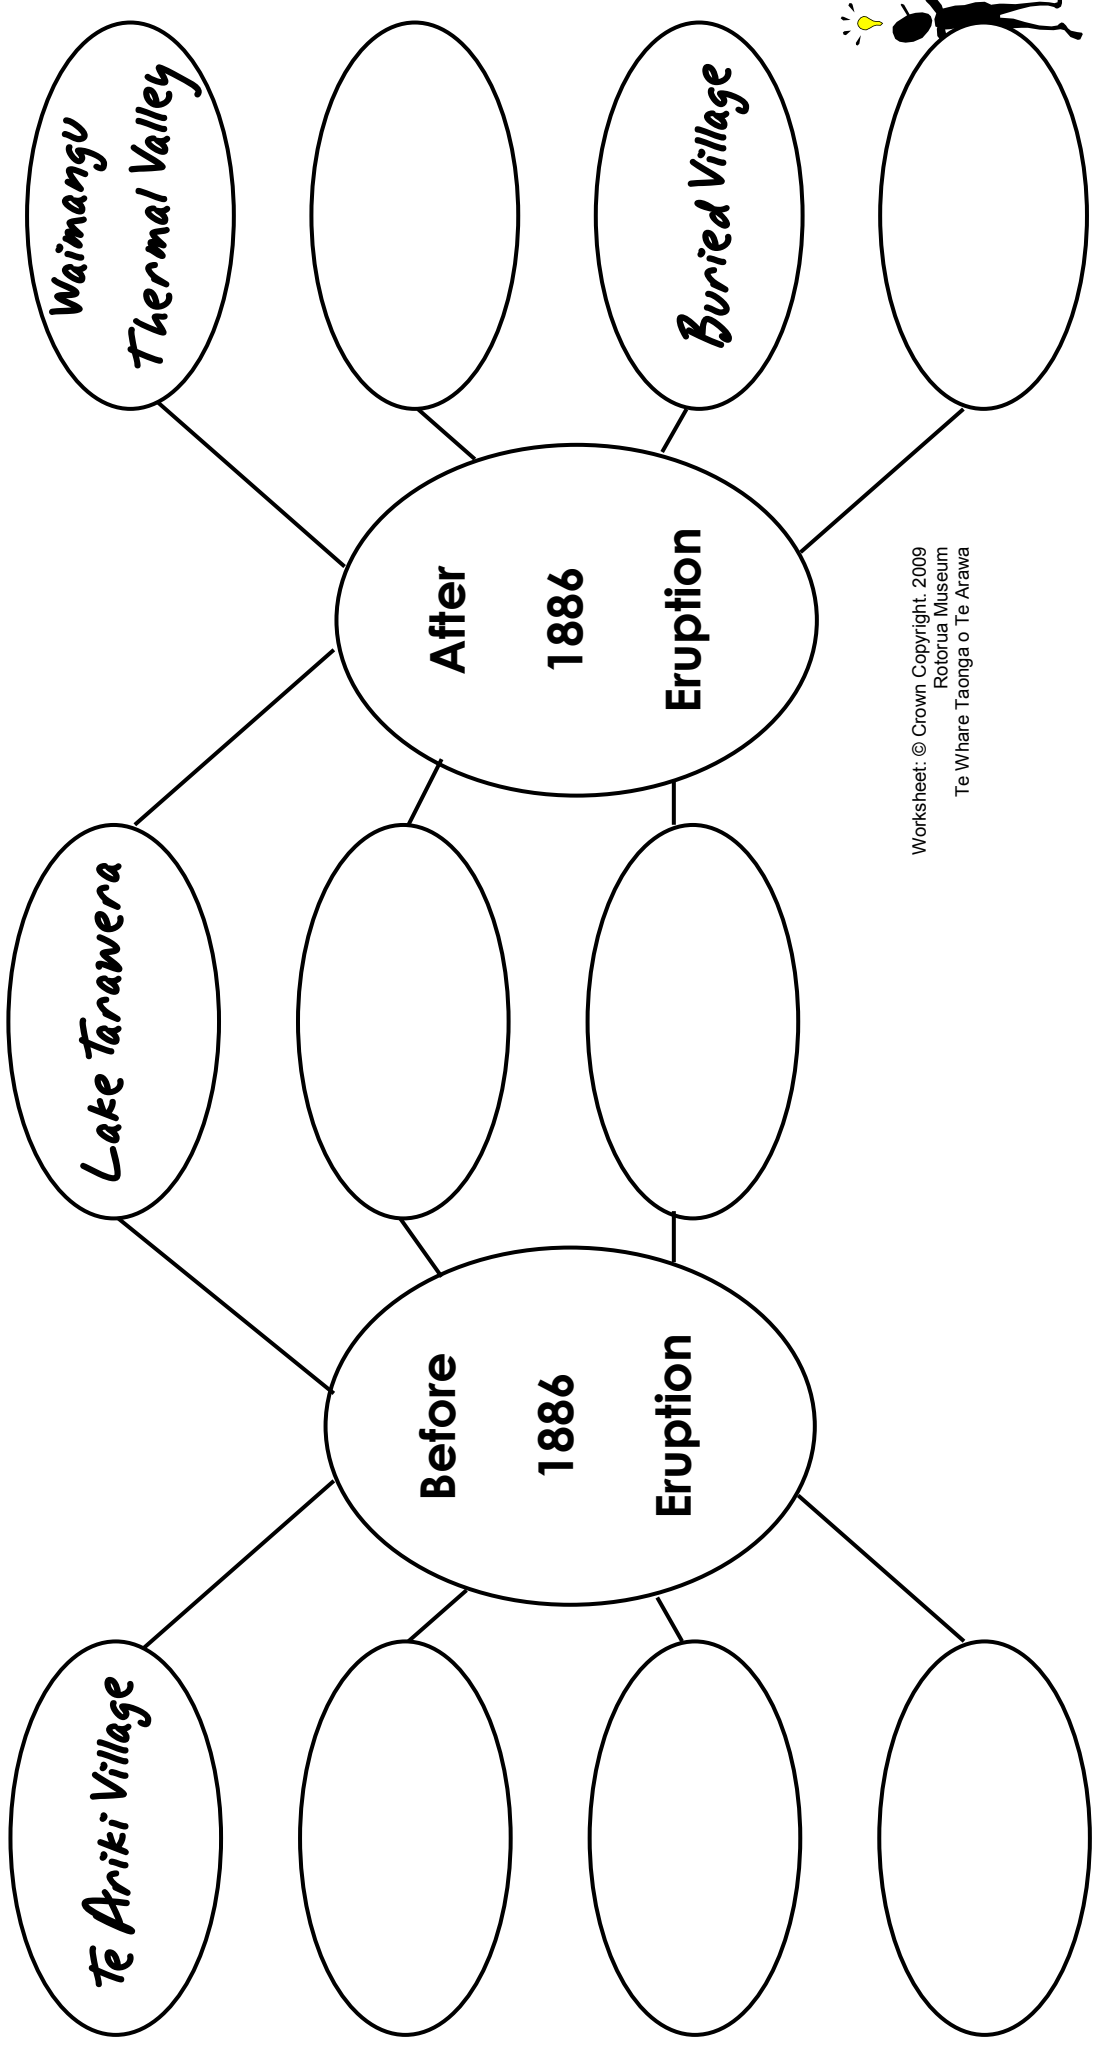 Te Ariki Village
Lake Tarawera
Waimangu
Thermal Valley
Before
1886
Eruption
After
1886
Eruption
Buried Village
Worksheet: © Crown Copyright. 2009
Rotorua Museum
Te Whare Taonga o Te Arawa